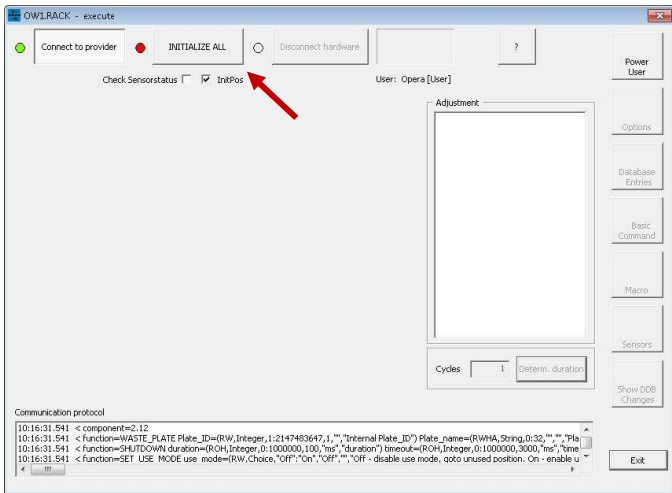 OW1.RACK - execute
Connect to provider
INITIALIZE ALL
Disconnect hardware
?
Power
User
Check Sensorstatus
InitPos
User: Opera [User]
Adjustment
Options
Database
Entries
Basic
Command
Macro
Sensors
Cycles
1
Determ. duration
Show DDB
Changes
Communication protocol
10:16:31.541 < component=2.12
10:16:31.541 < function=WASTE_PLATE Plate_ID=(RW,Integer,1:2147483647,1,"","Internal Plate_ID") Plate_name=(RWHA,String,0:32,"","","Pla
10:16:31.541 < function=SHUTDOWN duration=(ROH,Integer,0:1000000,100,"ms","duration") timeout=(ROH,Integer,0:1000000,3000,"ms","time
10:16:31.541 < function=SET_USE_MODE use_mode=(RW,Choice,"Off":"On","Off","","Off - disable use mode, goto unused position. On - enable u
Exit